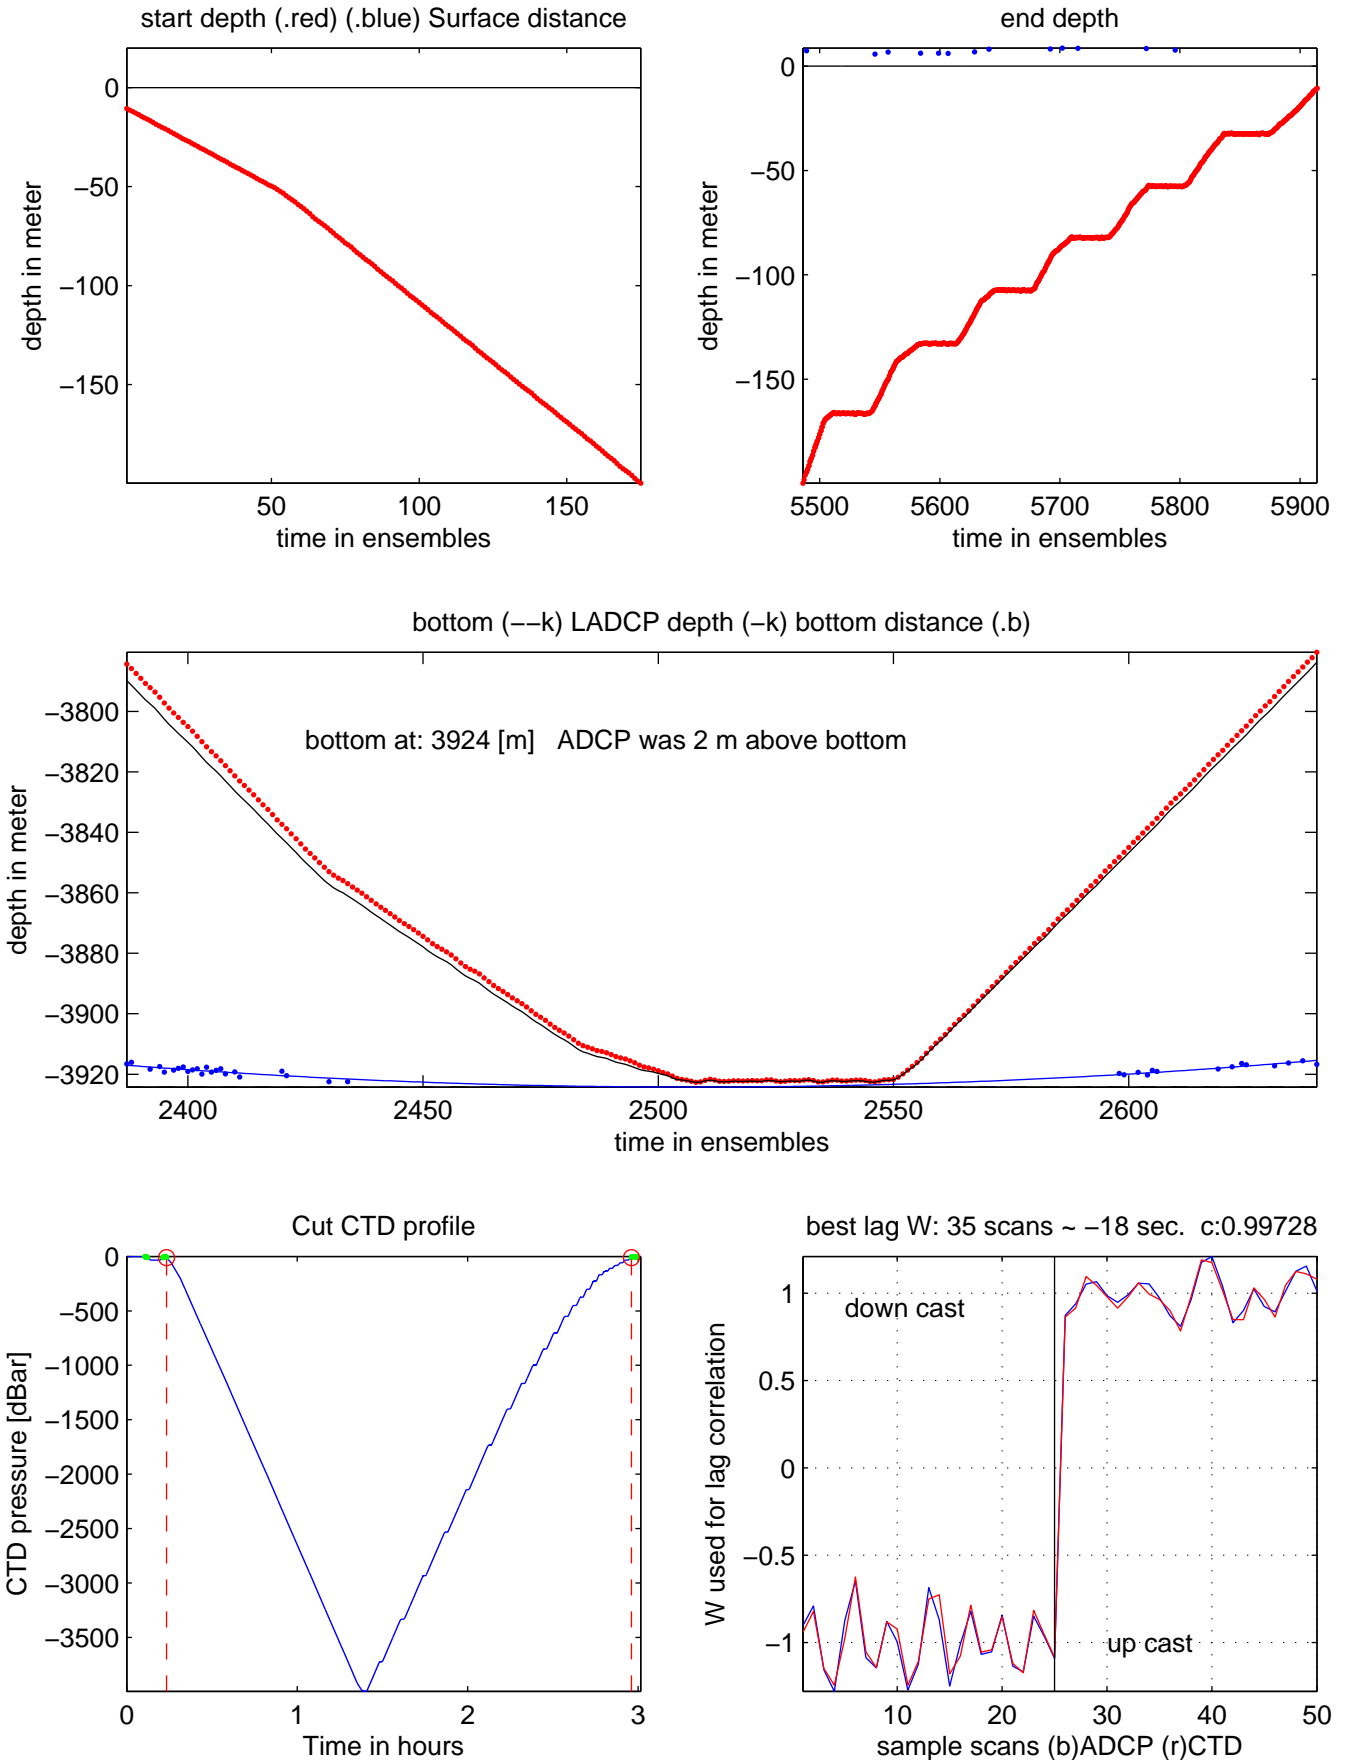 start depth (.red) (.blue) Surface distance
0
−50
−100
−150
depth in meter
50
100
150
time in ensembles
end depth
0
−50
−100
−150
depth in meter
5500
5600
5700
5800
5900
time in ensembles
bottom (−−k) LADCP depth (−k) bottom distance (.b)
bottom at: 3924 [m]   ADCP was 2 m above bottom
−3800
−3820
−3840
−3860
−3880
−3900
−3920
depth in meter
2400
2450
2500
2550
2600
time in ensembles
Cut CTD profile
0
−500
−1000
−1500
−2000
−2500
−3000
−3500
CTD pressure [dBar]
0
1
2
3
Time in hours
best lag W: 35 scans ~ −18 sec.  c:0.99728
down cast
up cast
1
0.5
0
−0.5
−1
W used for lag correlation
10
20
30
40
50
sample scans (b)ADCP (r)CTD